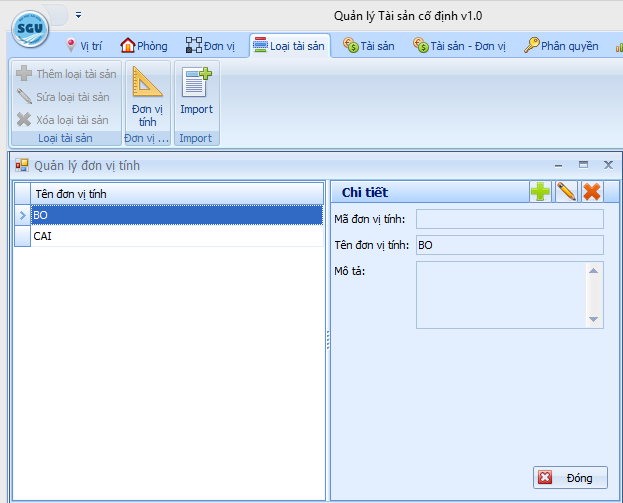 SGU
Quản lý Tài sản cố định v1.0
Vị trí Phòng Đơn vị Loại tài sản Tài sản Tài sản - Đơn vị Phân quyền
Thêm loại tài sản
Sửa loại tài sản
Xóa loại tài sản
Đơn vị
tính
Import
Loại tài sản Đơn vị ... Import
Quản lý đơn vị tính
Tên đơn vị tính
BO
CAI
Chi tiết
Mã đơn vị tính:
Tên đơn vị tính: BO
Mô tả:
Đóng